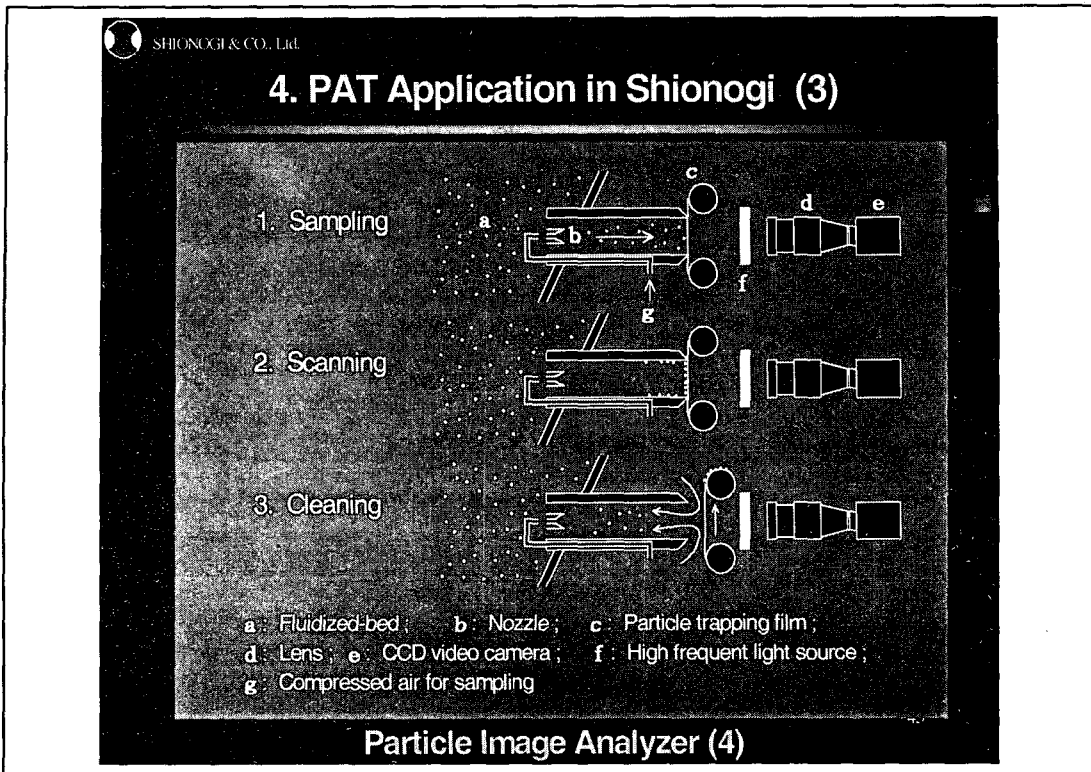 SHIONOGI & CO., Ltd.
4. PAT Application in Shionogi (3)
1. Sampling
a
b
c
d
e
f
g
2. Scanning
3. Cleaning
a : Fluidized-bed ; b : Nozzle ; c : Particle trapping film ;
d : Lens ; e : CCD video camera ; f : High frequent light source ;
g : Compressed air for sampling
Particle Image Analyzer (4)